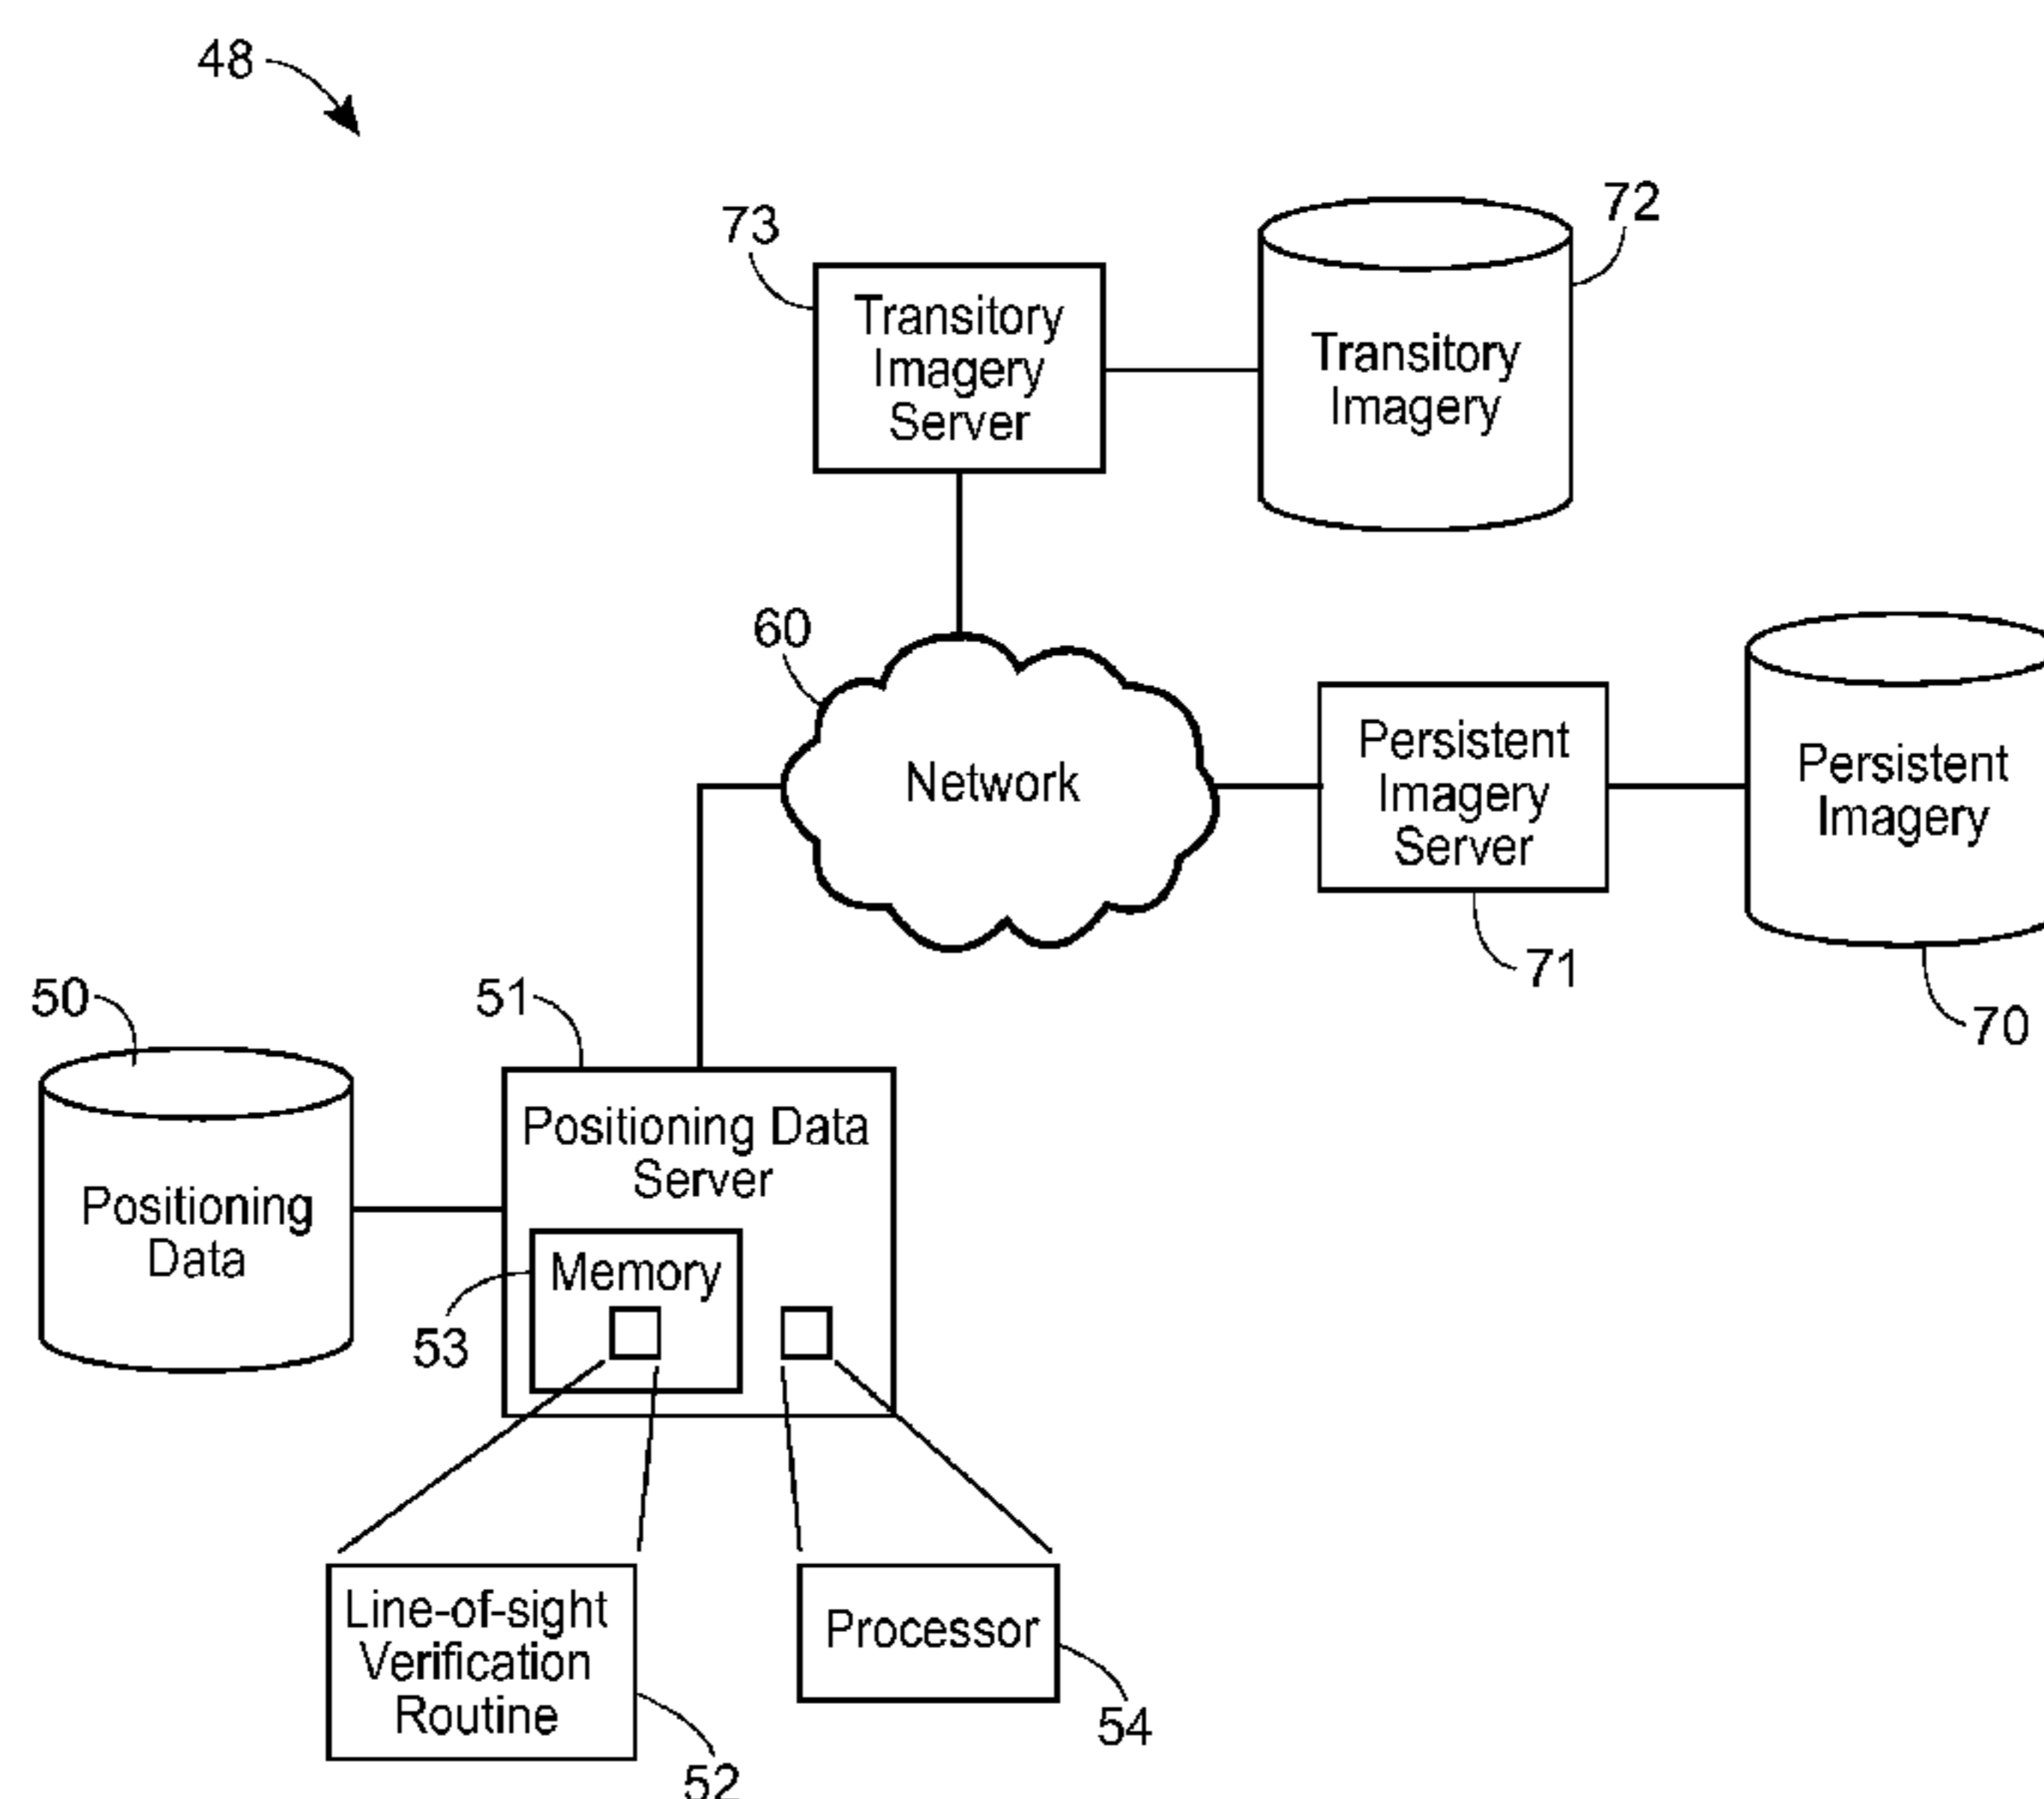 48
73
72
Transitory
Imagery
Server
Transitory
Imagery
60
Network
Persistent
Imagery
Server
Persistent
Imagery
71
70
50
51
Positioning Data
Server
Positioning
Data
Memory
53
Line-of-sight
Verification
Routine
Processor
54
52